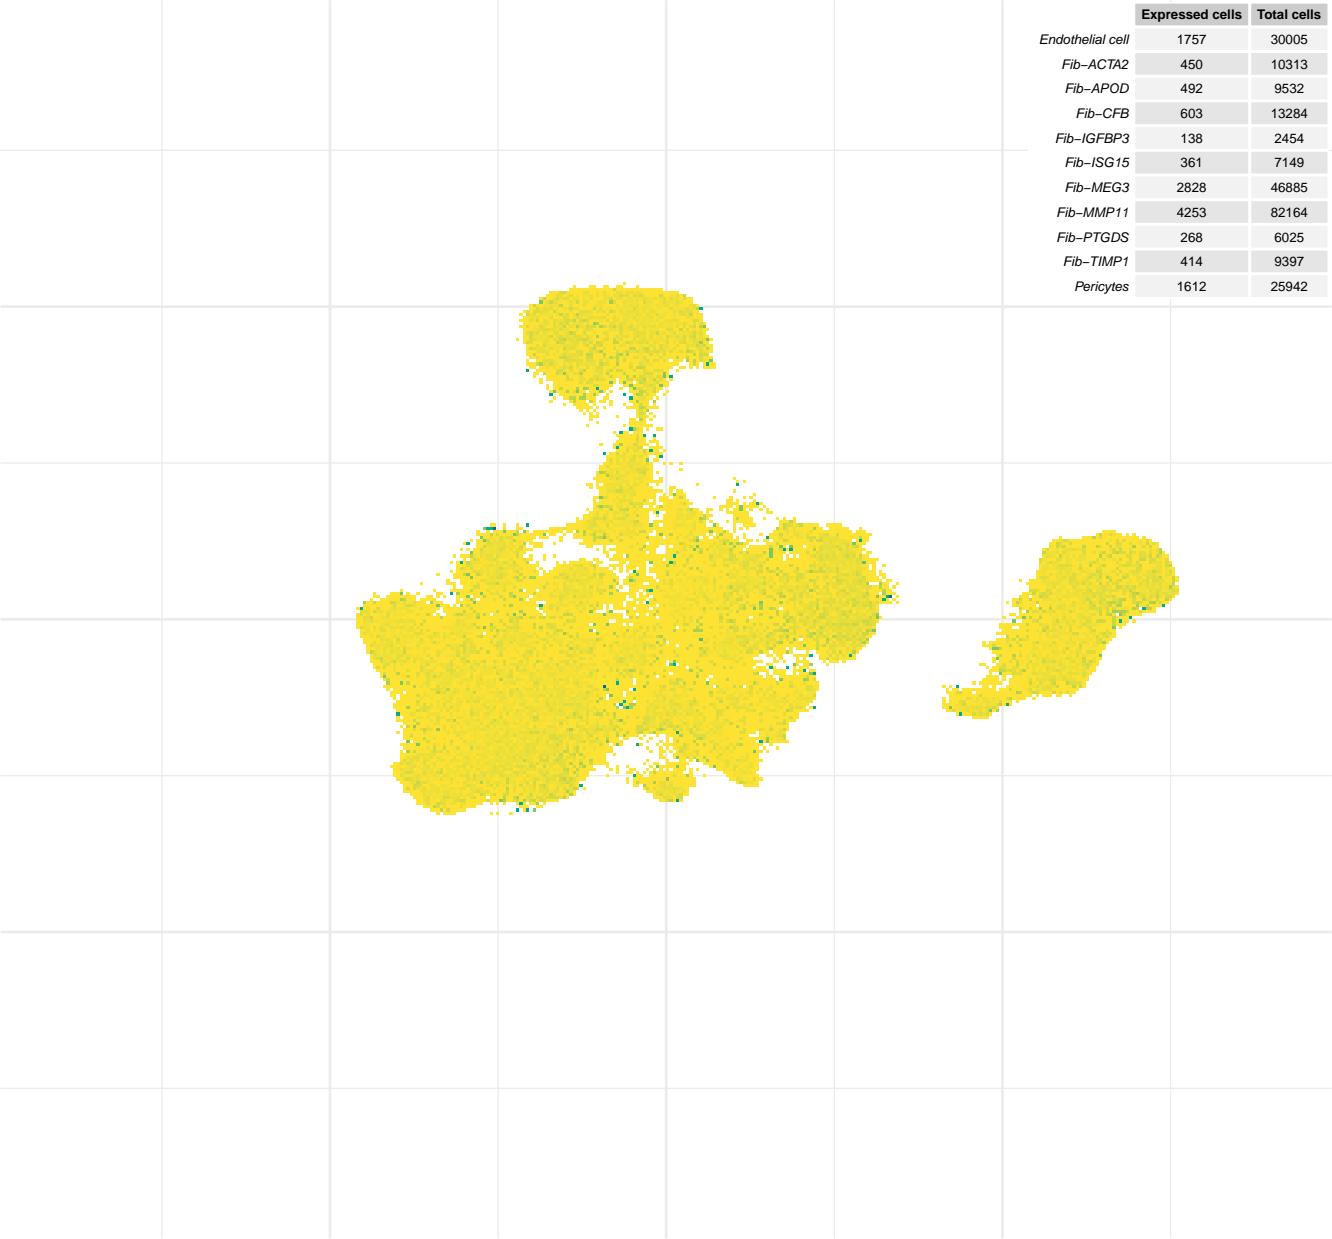 Expressed cells Total cells
Endothelial cell 1757 30005
Fib−ACTA2 450 10313
Fib−APOD 492 9532
Fib−CFB 603 13284
Fib−IGFBP3 138 2454
Fib−ISG15 361 7149
Fib−MEG3 2828 46885
Fib−MMP11 4253 82164
Fib−PTGDS 268 6025
Fib−TIMP1 414 9397
Pericytes 1612 25942